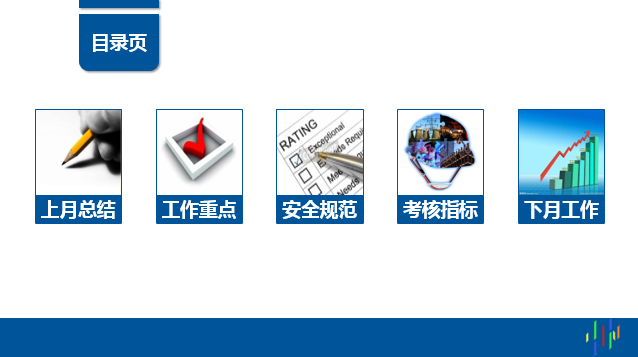 目录页
RATING
Exceptional
Exceeds Requi
Mee
Needs
上月总结
工作重点
安全规范
考核指标
下月工作